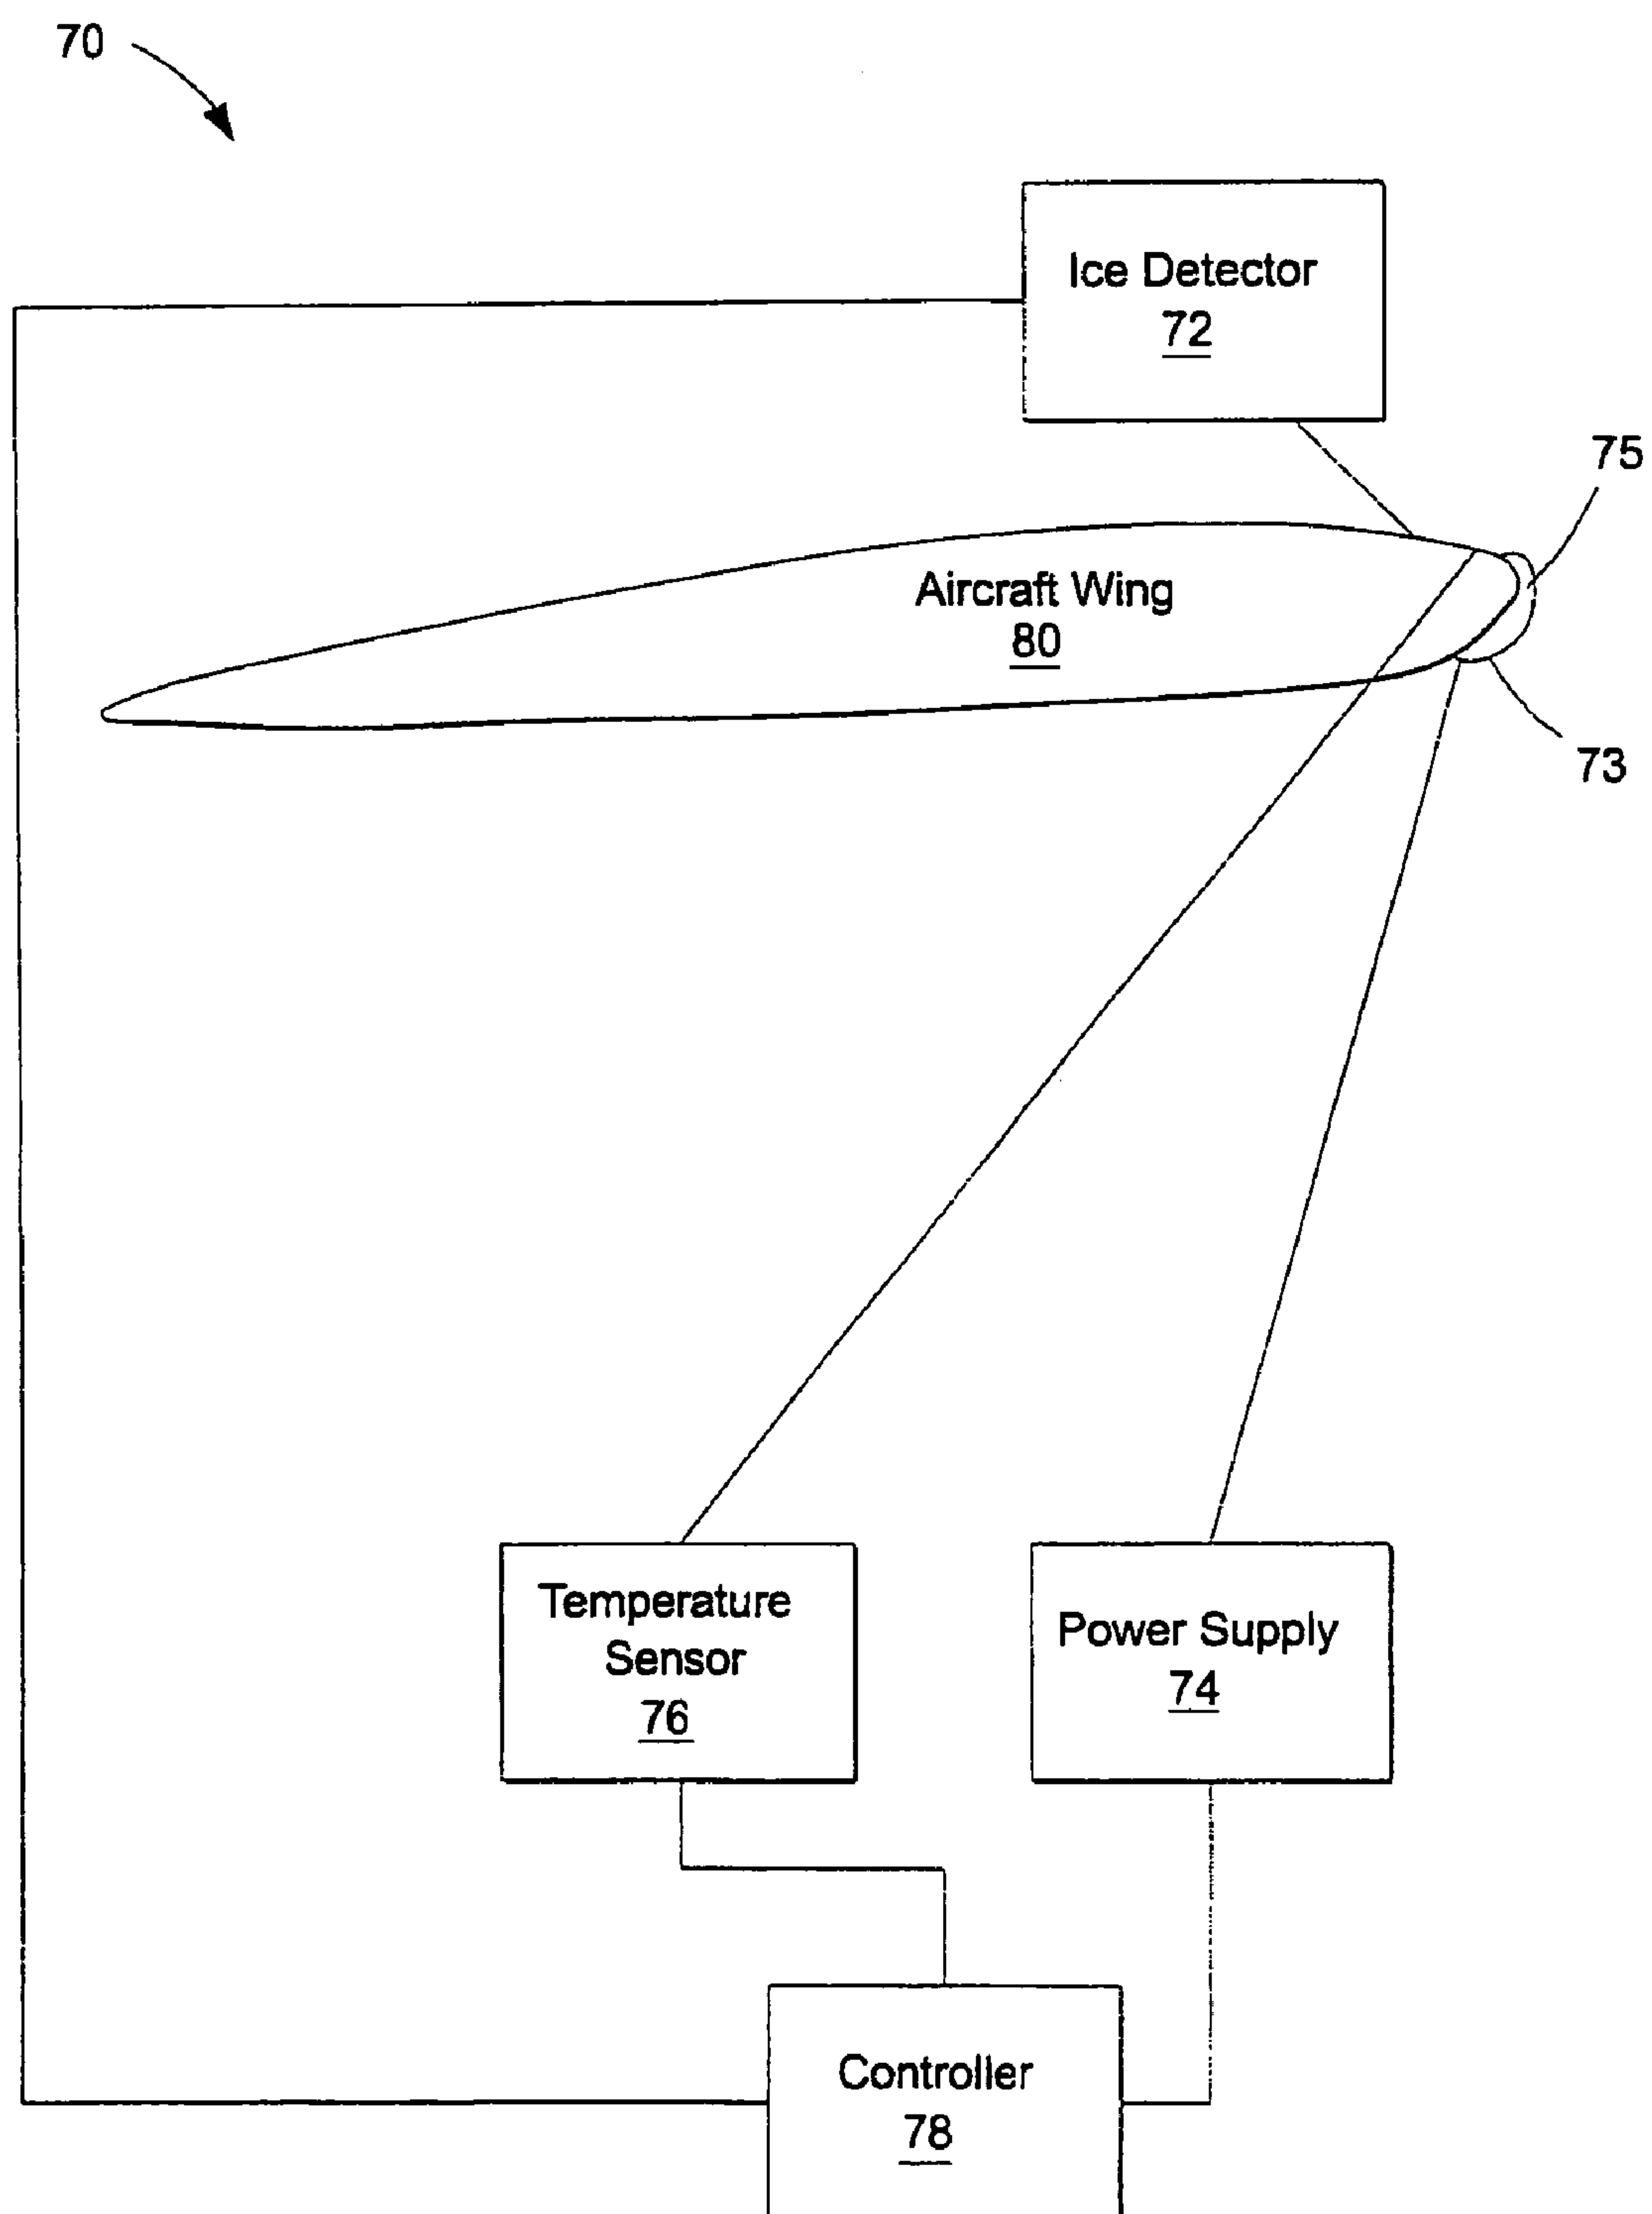 70
Ice Detector
72
75
Aircraft Wing
80
73
Temperature
Sensor
76
Power Supply
74
Controller
78